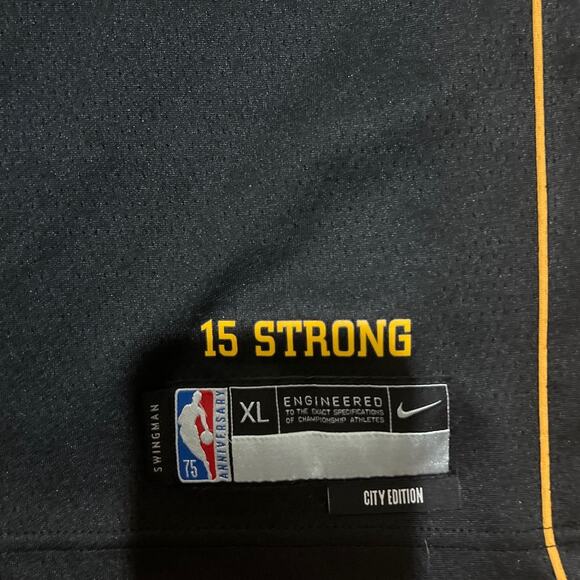 15 STRONG
SWINGMAN
75
ANNIVERSARY
XL
ENGINEERED
TO THE EXACT SPECIFICATIONS
OF CHAMPIONSHIP ATHLETES
CITY EDITION